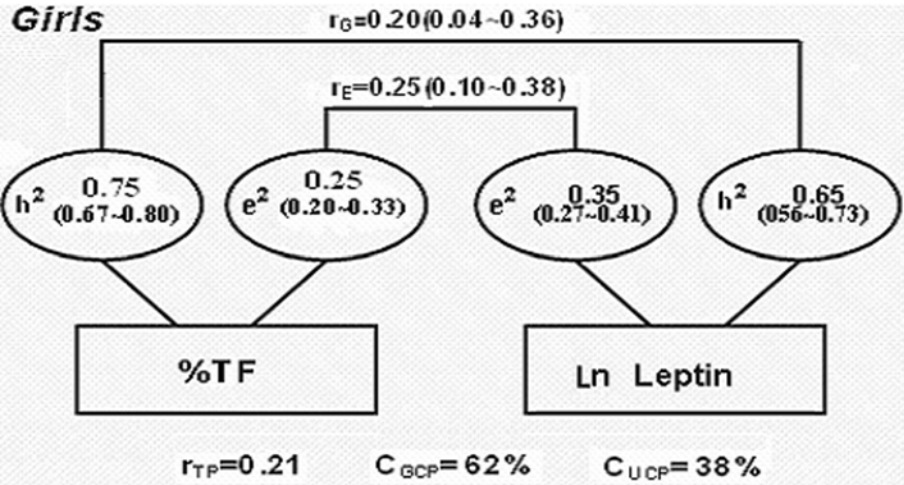 Girls
rG=0.20(0.04~0.36)
rE=0.25(0.10~0.38)
h² 0.75 (0.67~0.80)
e² 0.25 (0.20~0.33)
e² 0.35 (0.27~0.41)
h² 0.65 (056~0.73)
%TF
Ln Leptin
rTP=0.21 CGCP=62% CUCP=38%